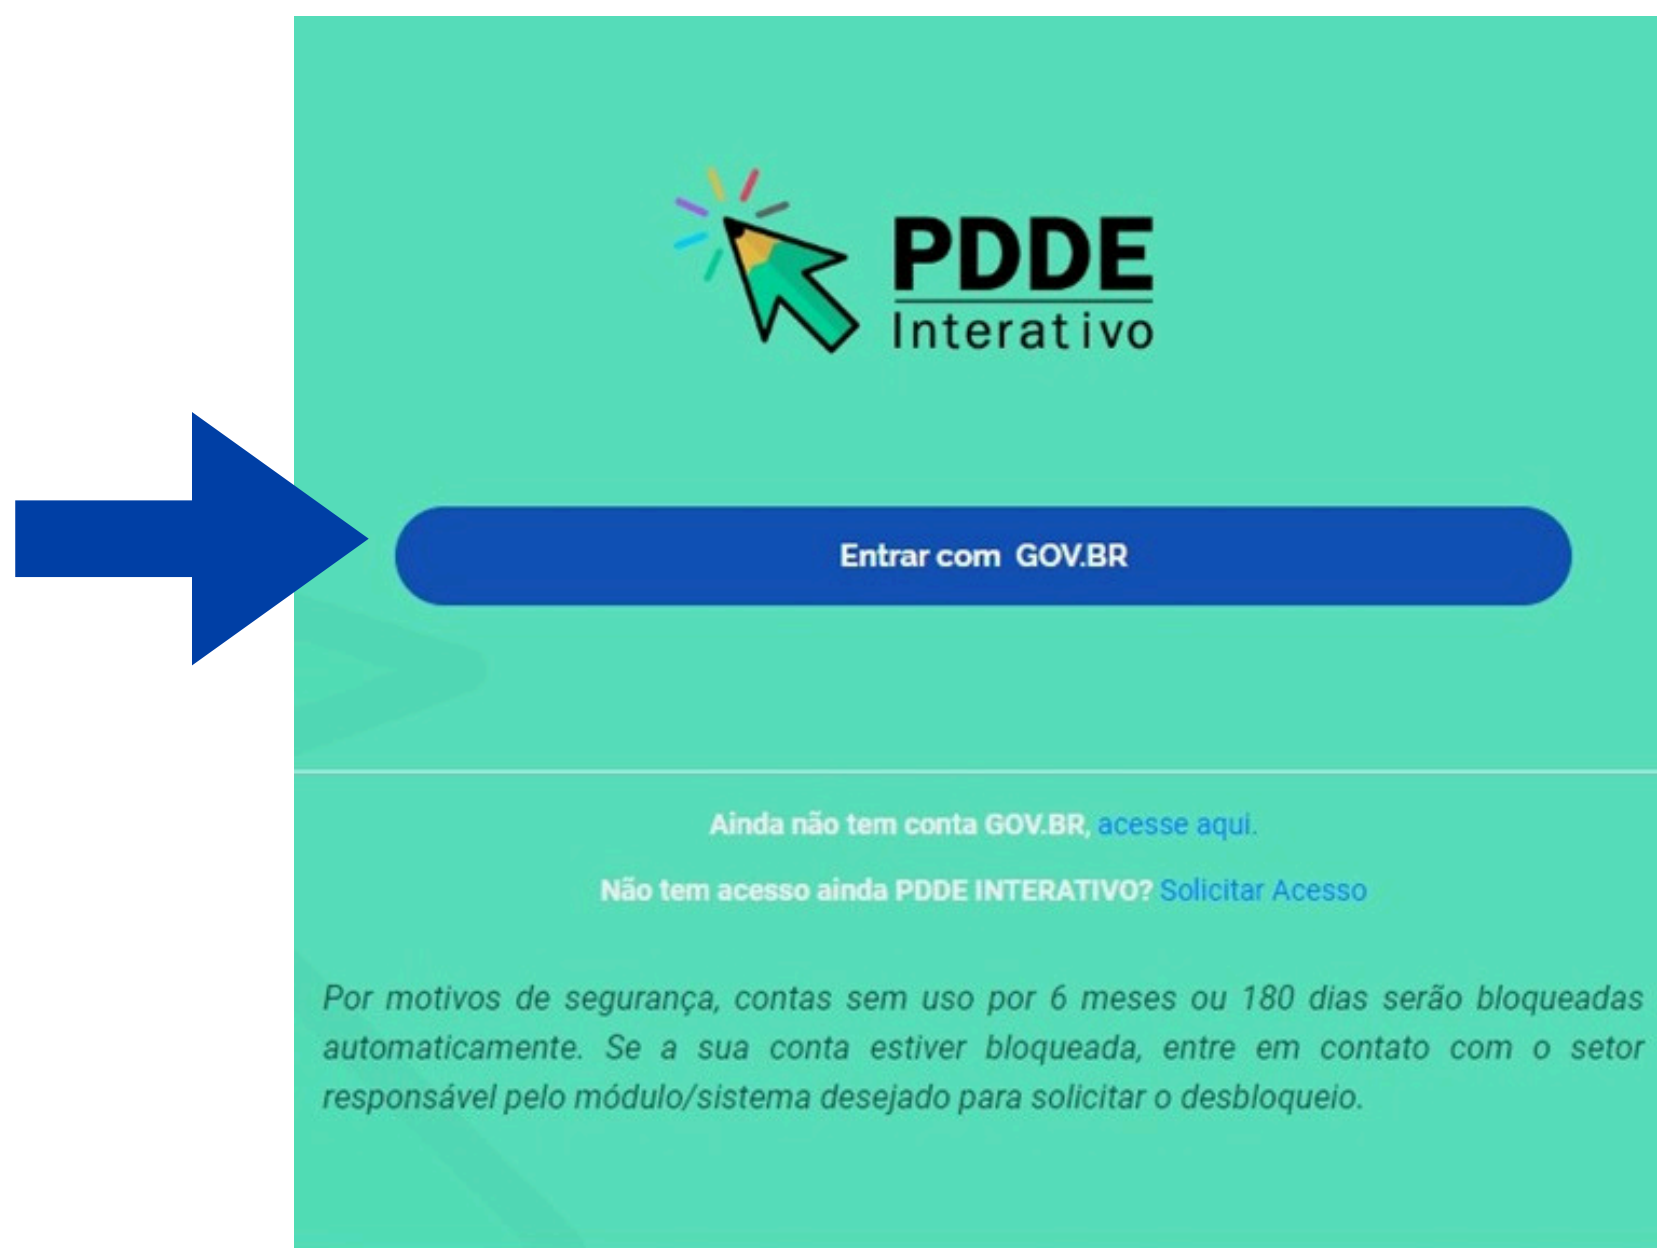 PDDE
Interativo
Entrar com GOV.BR
Ainda não tem conta GOV.BR, acesse aqui.
Não tem acesso ainda PDDE INTERATIVO? Solicitar Acesso
Por motivos de segurança, contas sem uso por 6 meses ou 180 dias serão bloqueadas
automaticamente. Se a sua conta estiver bloqueada, entre em contato com o setor
responsável pelo módulo/sistema desejado para solicitar o desbloqueio.